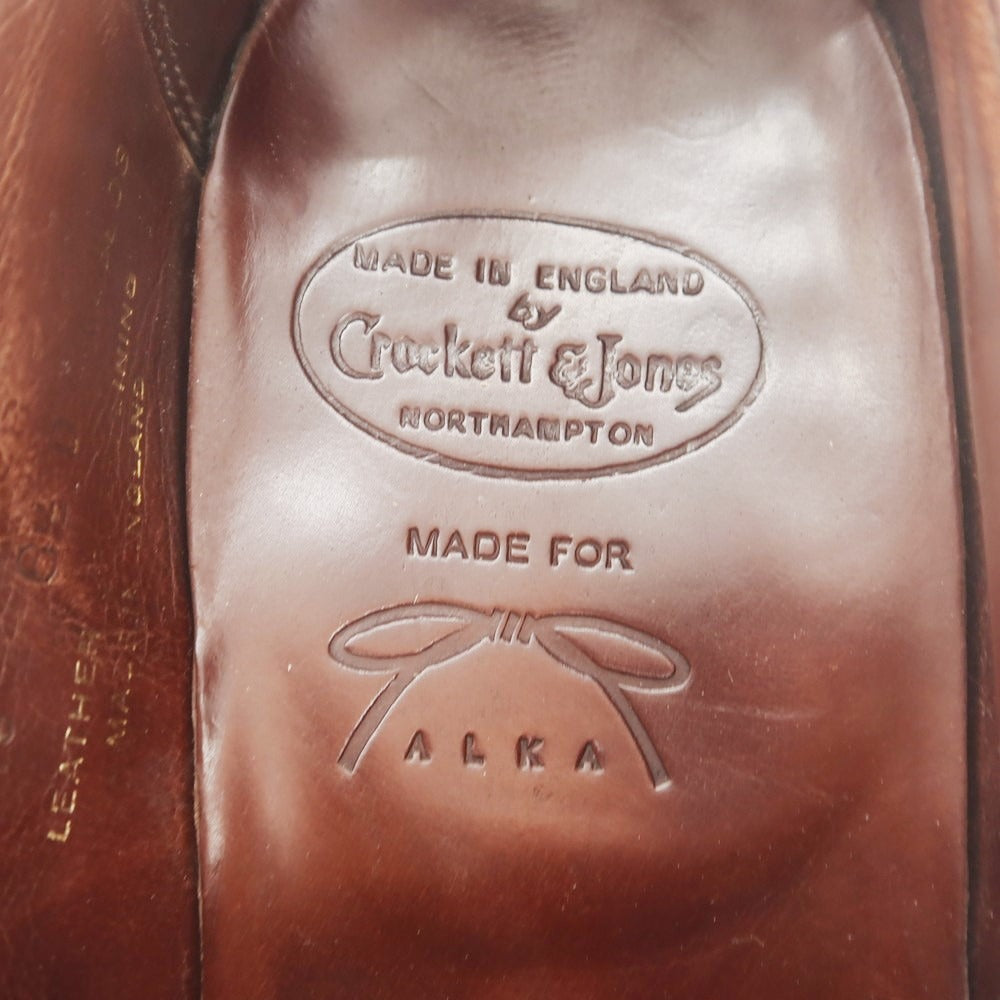 MADE IN ENGLAND
by
Crockett & Jones
NORTHAMPTON
MADE FOR
ALKA
LEATHER